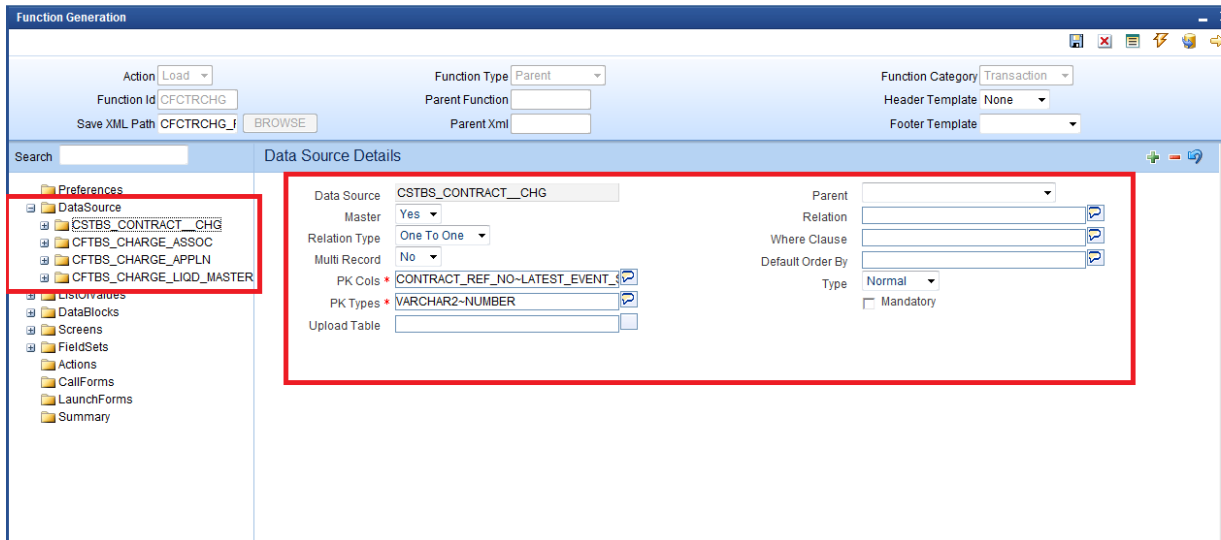 Function Generation
Action Load
Function Type Parent
Function Category Transaction
Function Id CFCTRCHG
Parent Function
Header Template None
Save XML Path CFCTRCHG_ BROWSE
Parent Xml
Footer Template
Search
Data Source Details
Preferences
DataSource
CSTBS_CONTRACT__CHG
CFTBS_CHARGE_ASSOC
CFTBS_CHARGE_APPLN
CFTBS_CHARGE_LIQD_MASTER
ListOfValues
DataBlocks
Screens
FieldSets
Actions
CallForms
LaunchForms
Summary
Data Source CSTBS_CONTRACT__CHG
Parent
Master Yes
Relation
Relation Type One To One
Where Clause
Multi Record No
Default Order By
PK Cols * CONTRACT_REF_NO~LATEST_EVENT_
Type Normal
PK Types * VARCHAR2~NUMBER
Mandatory
Upload Table